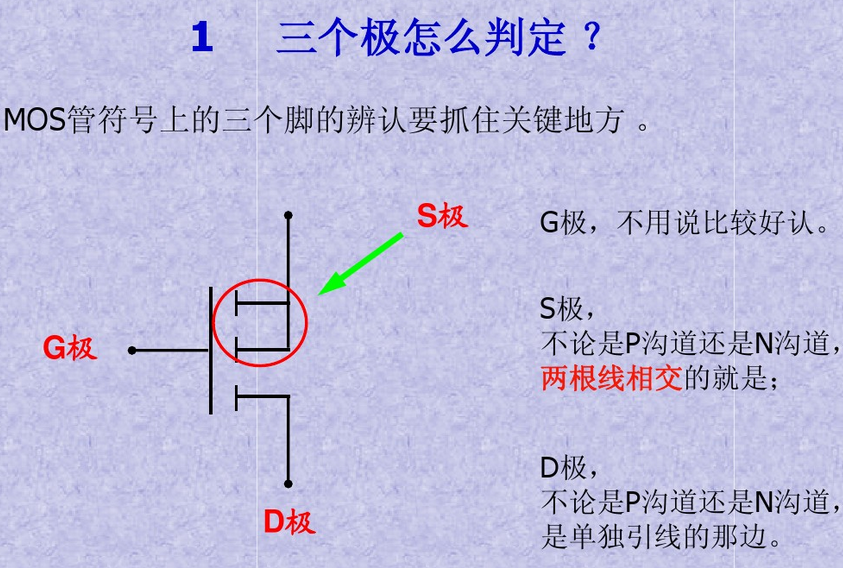 1 三个极怎么判定？
MOS管符号上的三个脚的辨认要抓住关键地方 。
S极
G极，不用说比较好认。
S极，
不论是P沟道还是N沟道，
两根线相交的就是；
G极
D极，
不论是P沟道还是N沟道，
是单独引线的那边。
D极